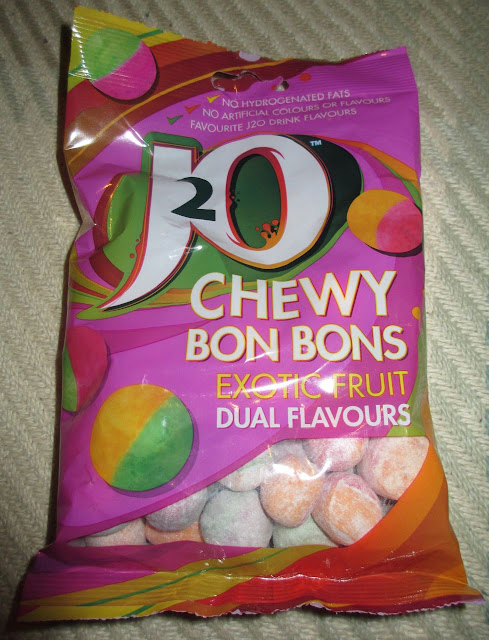 NO HYDROGENATED FATS
NO ARTIFICIAL COLOURS OR FLAVOURS
FAVOURITE J2O DRINK FLAVOURS
J2O™
CHEWY
BON BONS
EXOTIC FRUIT
DUAL FLAVOURS